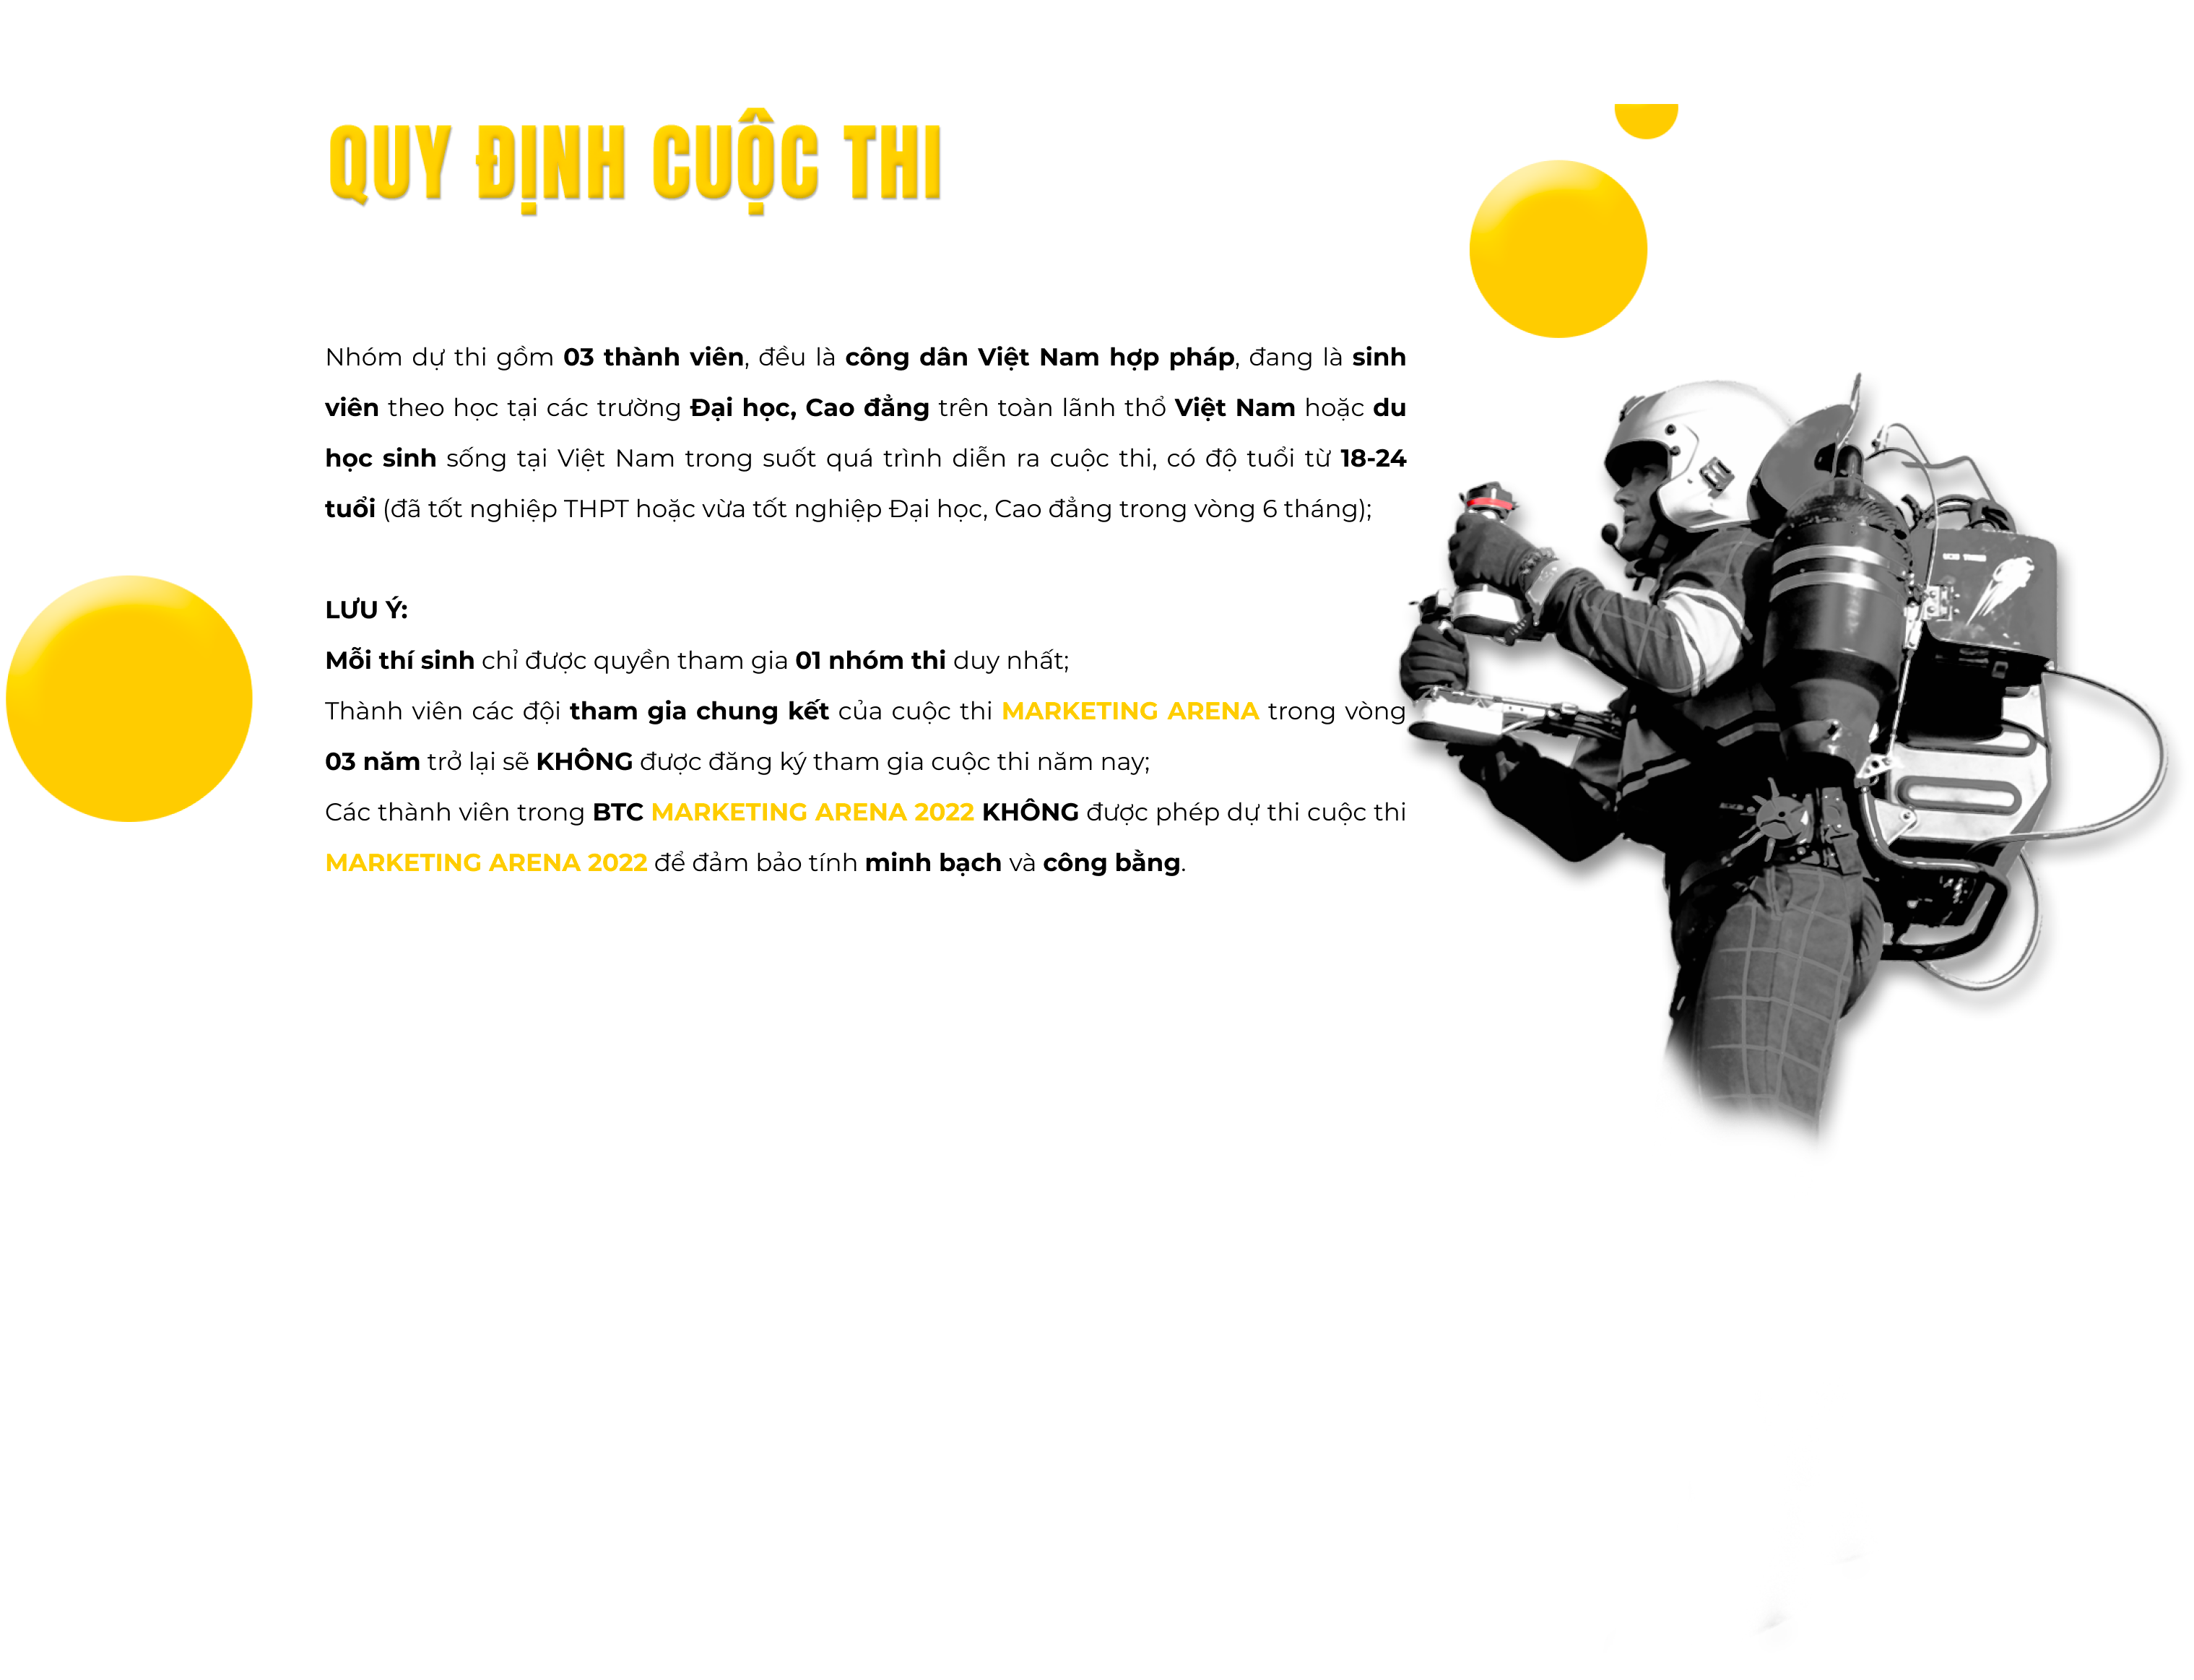 QUY ĐỊNH CUỘC THI
Nhóm dự thi gồm 03 thành viên, đều là công dân Việt Nam hợp pháp, đang là sinh
viên theo học tại các trường Đại học, Cao đẳng trên toàn lãnh thổ Việt Nam hoặc du
học sinh sống tại Việt Nam trong suốt quá trình diễn ra cuộc thi, có độ tuổi từ 18-24
tuổi (đã tốt nghiệp THPT hoặc vừa tốt nghiệp Đại học, Cao đẳng trong vòng 6 tháng);
LƯU Ý:
Mỗi thí sinh chỉ được quyền tham gia 01 nhóm thi duy nhất;
Thành viên các đội tham gia chung kết của cuộc thi MARKETING ARENA trong vòng
03 năm trở lại sẽ KHÔNG được đăng ký tham gia cuộc thi năm nay;
Các thành viên trong BTC MARKETING ARENA 2022 KHÔNG được phép dự thi cuộc thi
MARKETING ARENA 2022 để đảm bảo tính minh bạch và công bằng.